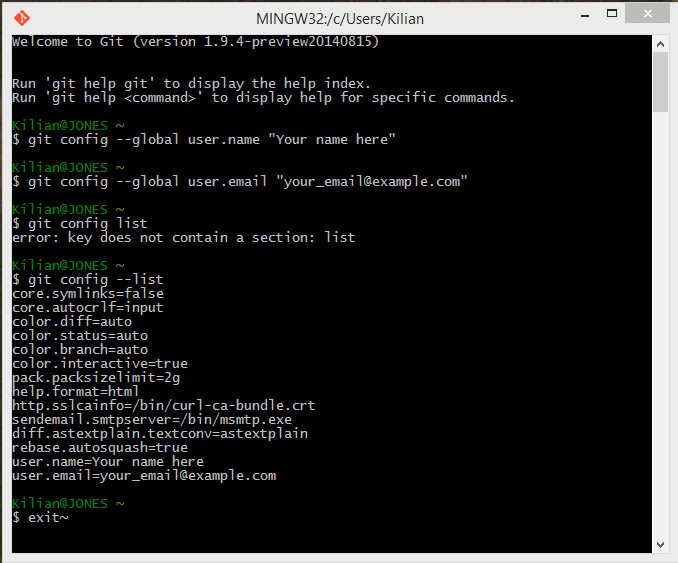 MINGW32:/c/Users/Kilian
Welcome to Git (version 1.9.4-preview20140815)
Run 'git help git' to display the help index.
Run 'git help <command>' to display help for specific commands.
Kilian@JONES ~
$ git config --global user.name "Your name here"
Kilian@JONES ~
$ git config --global user.email "your_email@example.com"
Kilian@JONES ~
$ git config list
error: key does not contain a section: list
Kilian@JONES ~
$ git config --list
core.symlinks=false
core.autocrlf=input
color.diff=auto
color.status=auto
color.branch=auto
color.interactive=true
pack.packsizelimit=2g
help.format=html
http.sslcainfo=/bin/curl-ca-bundle.crt
sendemail.smtpserver=/bin/msmtp.exe
diff.astextplain.textconv=astextplain
rebase.autosquash=true
user.name=Your name here
user.email=your_email@example.com
Kilian@JONES ~
$ exit~